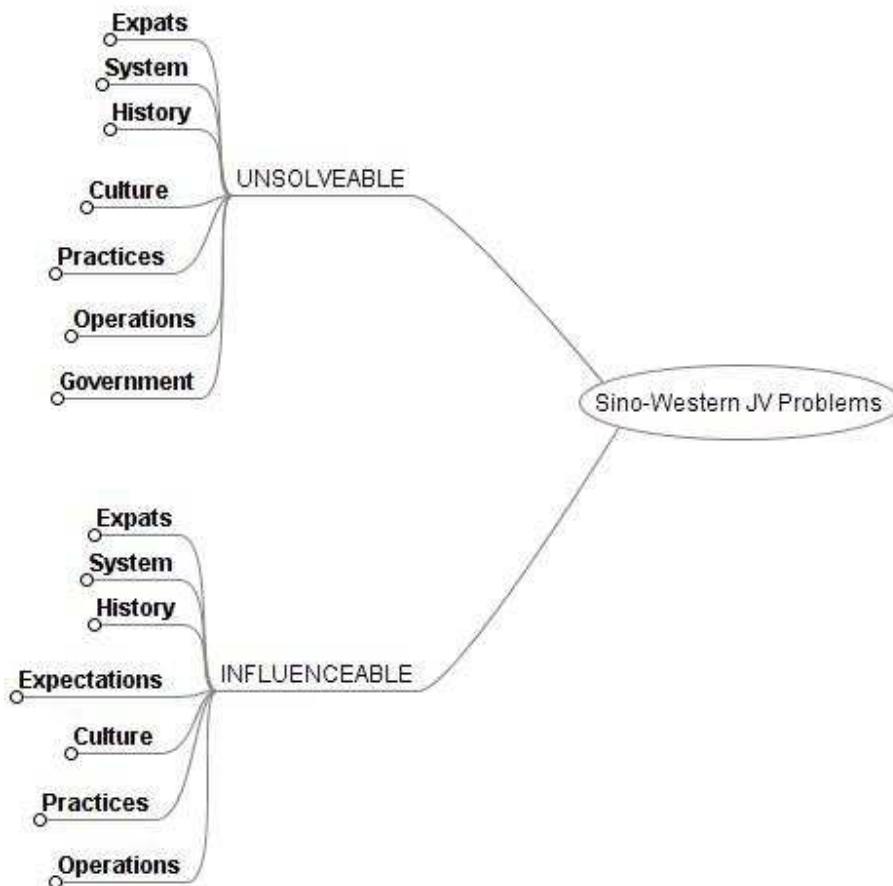 Expats
System
History
UNSOLVEABLE
Culture
Practices
Operations
Government
Sino-Western JV Problems
Expats
System
History
INFLUENCEABLE
Expectations
Culture
Practices
Operations